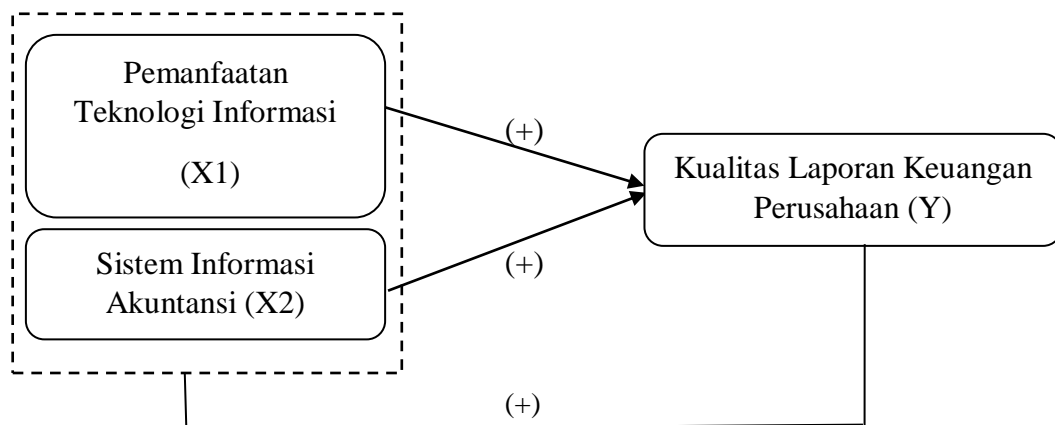 Pemanfaatan
Teknologi Informasi
(X1)
Sistem Informasi
Akuntansi (X2)
(+)
(+)
Kualitas Laporan Keuangan
Perusahaan (Y)
(+)